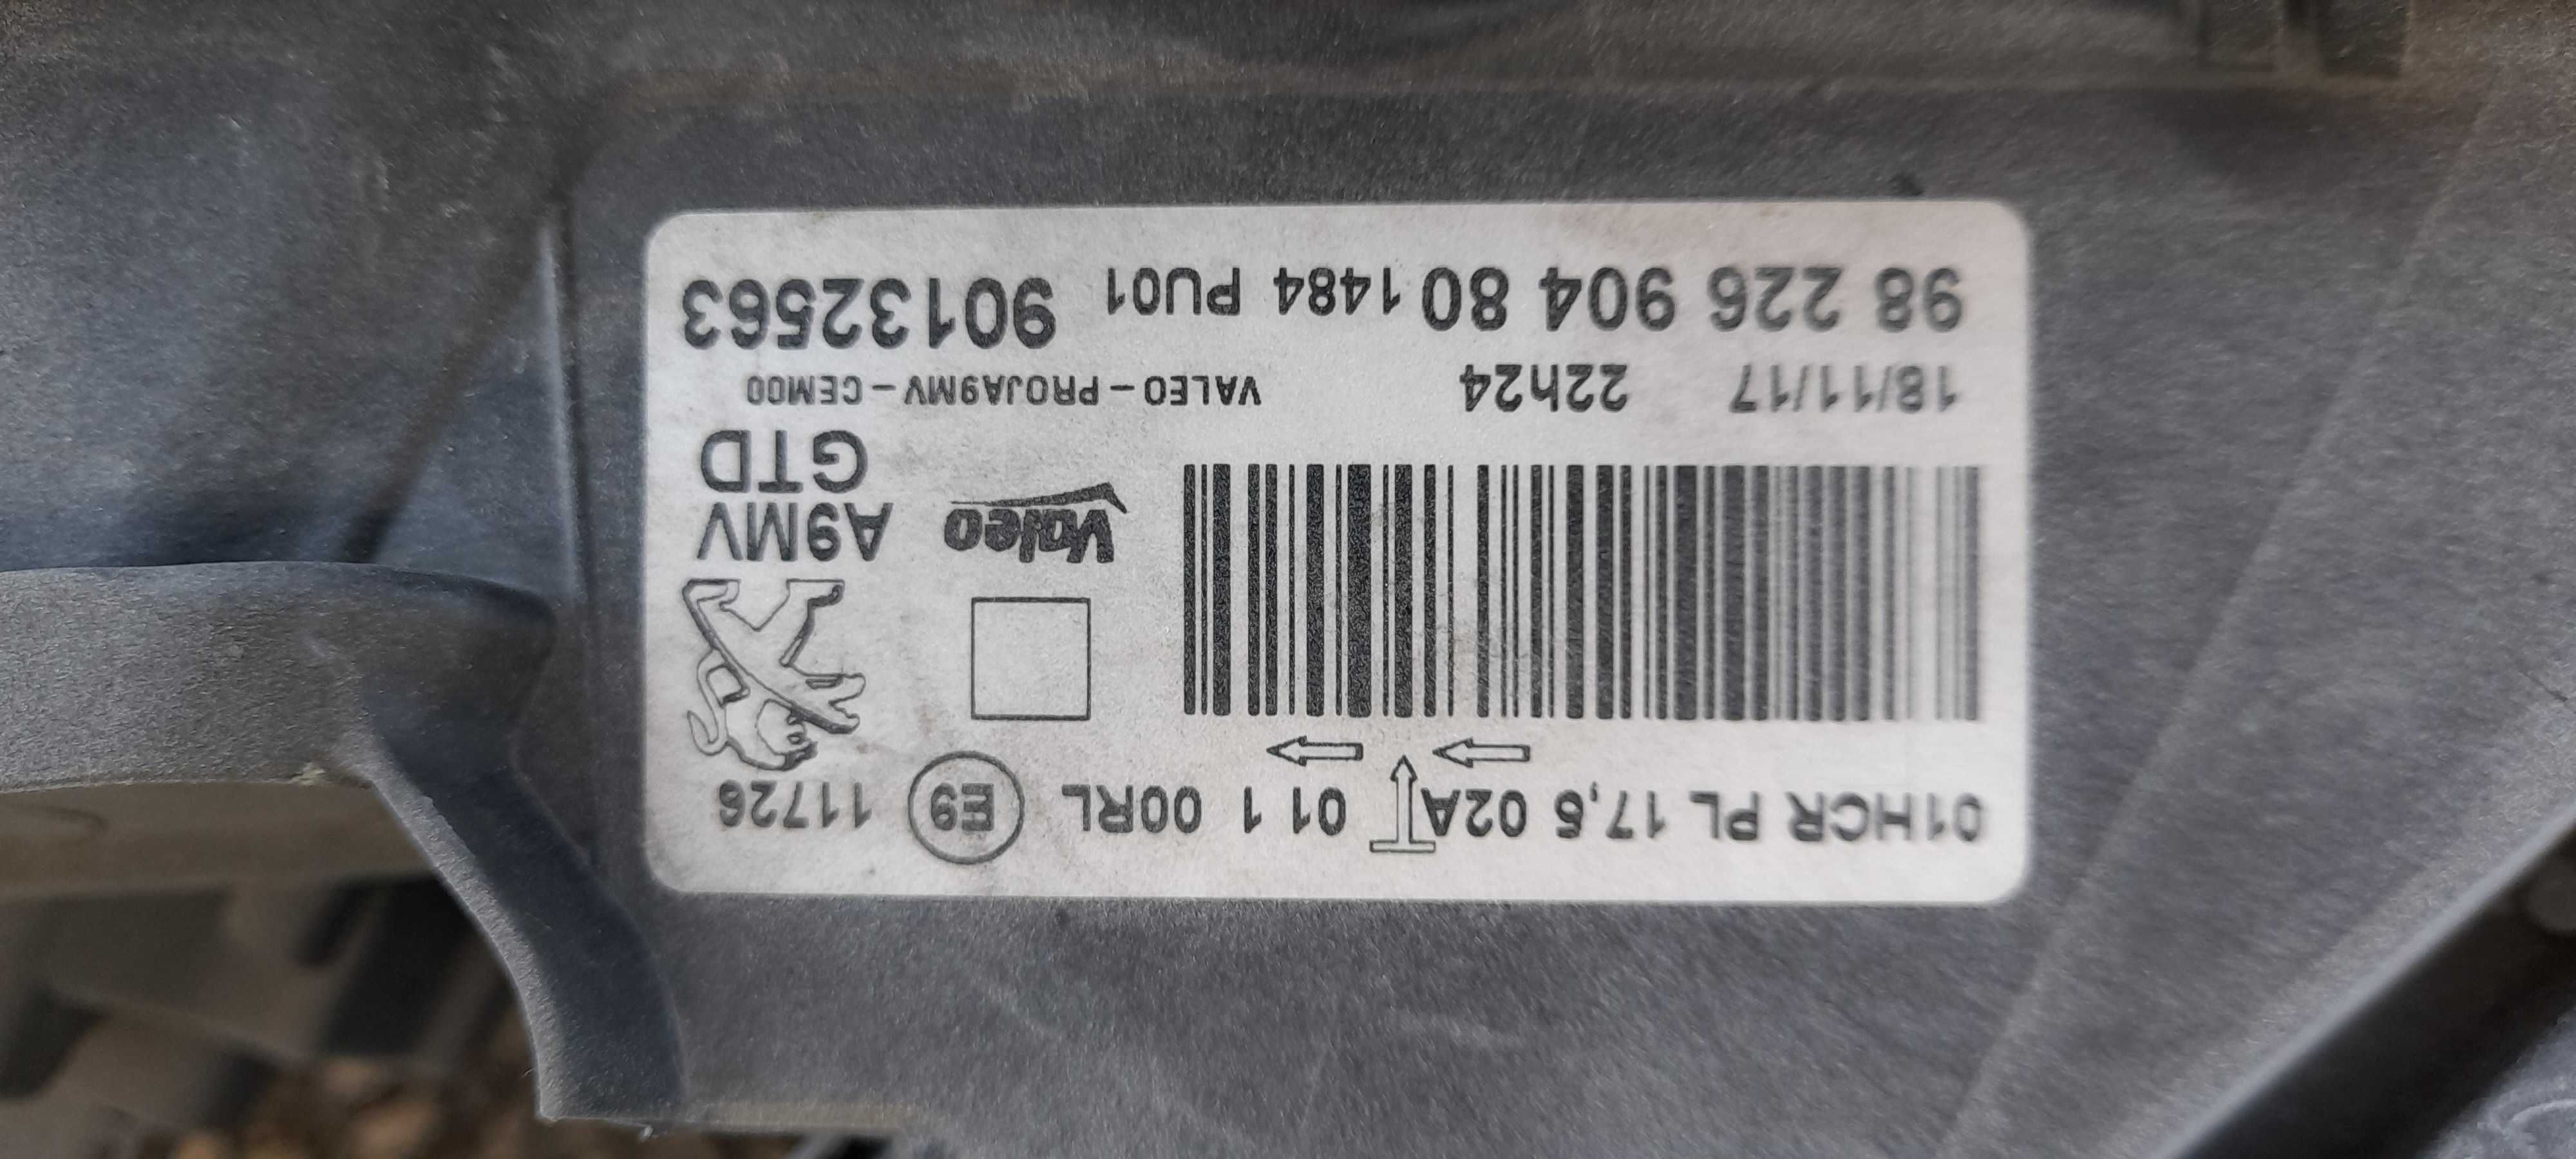 01HCR PL 17,5 02A 01 1 1 00RL E9 11726
Valeo
A9MV
GTD
18/11/17 22h24 VALEO-PROJA9MV-CEM00
98 226 904 80 1484 PU01 90132563